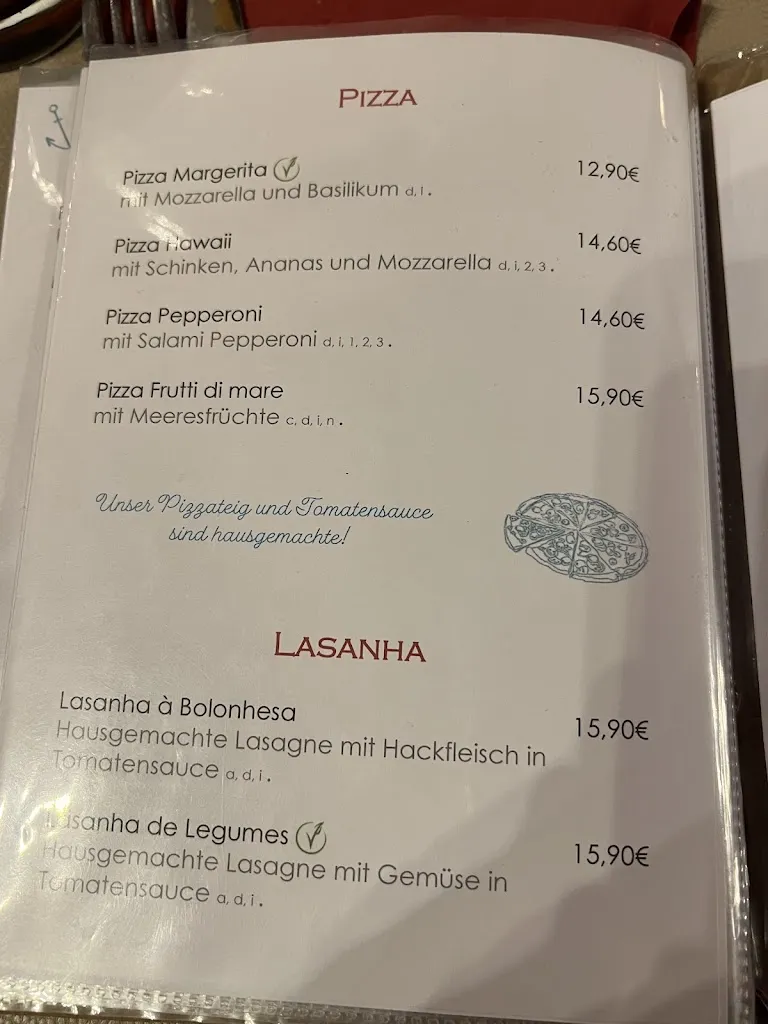 PIZZA
Pizza Margerita
12,90€
mit Mozzarella und Basilikum d, i .
Pizza Hawaii
14,60€
mit Schinken, Ananas und Mozzarella d, i, 2, 3 .
Pizza Pepperoni
14,60€
mit Salami Pepperoni d, i, 1, 2, 3 .
Pizza Frutti di mare
15,90€
mit Meeresfrüchte c, d, i, n .
Unser Pizzateig und Tomatensauce
sind hausgemachte!
LASANHA
Lasanha à Bolonhesa
15,90€
Hausgemachte Lasagne mit Hackfleisch in
Tomatensauce a, d, i .
Lasanha de Legumes
15,90€
Hausgemachte Lasagne mit Gemüse in
Tomatensauce a, d, i .